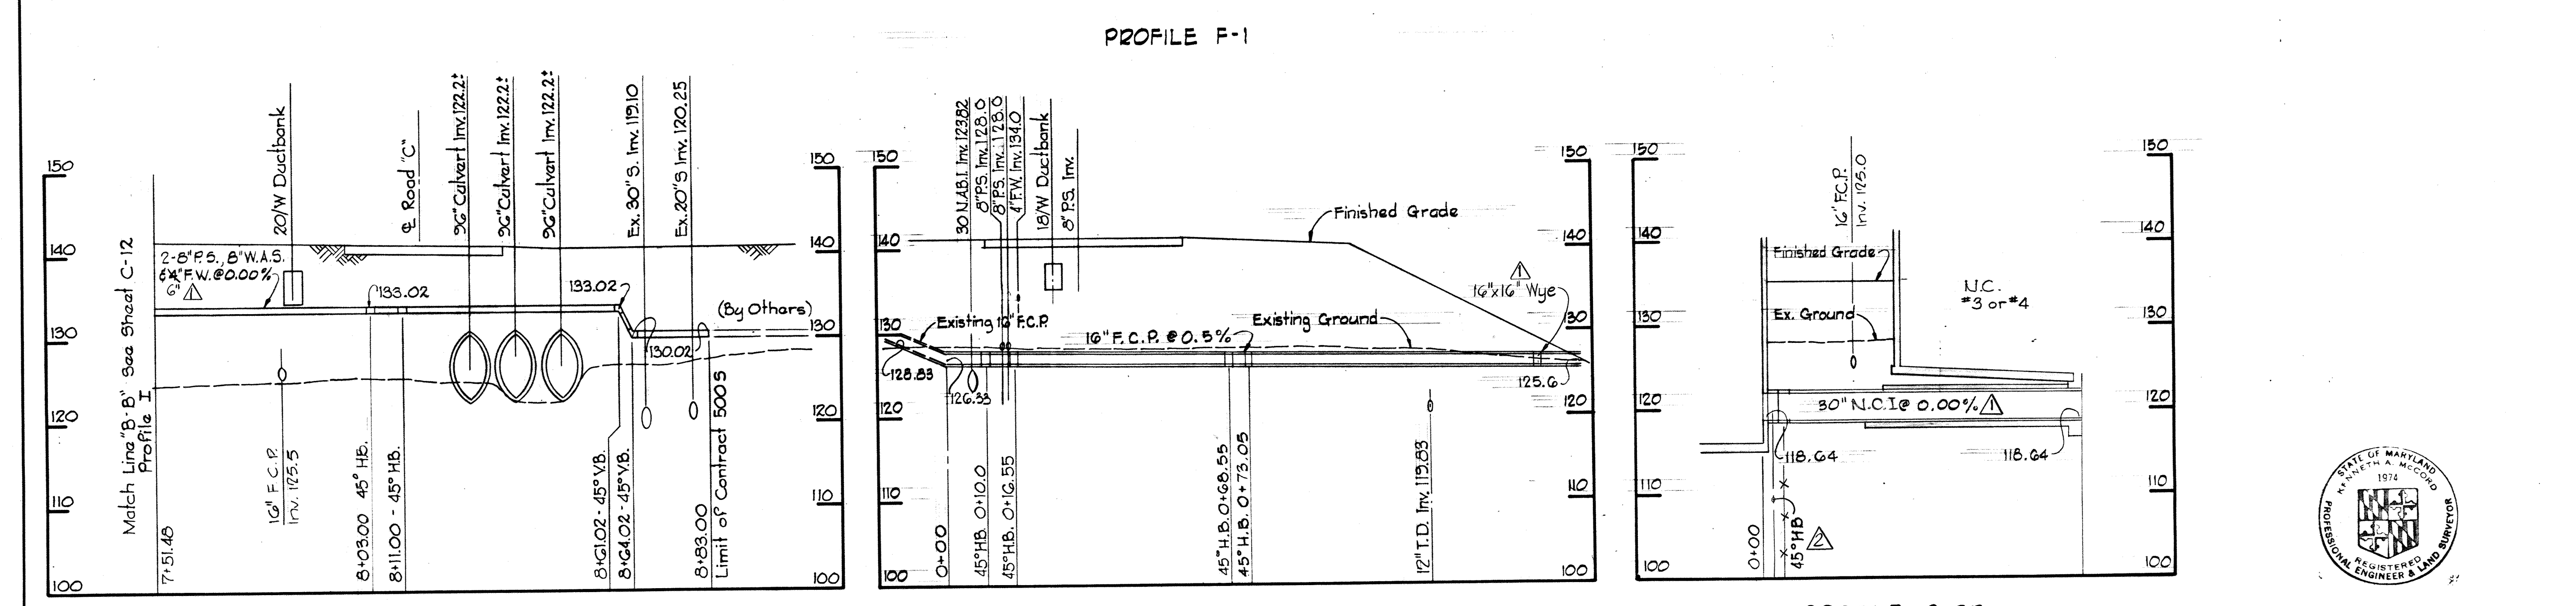 PROFILE F-1
150
140
130
120
110
100
Match Line "B-B" See Sheet C-12
Profile I
7+51.48
2-8"P.S., 8"W.A.S.
& 4"F.W. @ 0.00%
6" 1
20/W Ductbank
16" F.C.P.
Inv. 125.5
133.02
8+03.00 45° H.B.
8+11.00 - 45° H.B.
℄ Road "C"
96" Culvert Inv. 122.2±
96" Culvert Inv. 122.2±
96" Culvert Inv. 122.2±
133.02
8+61.02 - 45° V.B.
8+64.02 - 45° V.B.
Ex. 30" S. Inv. 119.10
Ex. 20" S Inv. 120.25
130.02
(By Others)
8+83.00
Limit of Contract 500S
150
140
130
120
110
100
150
140
130
120
110
100
Existing 16" F.C.P.
128.83
126.33
0+00
30 N.A.B.I. Inv. 123.82
8" P.S. Inv. 128.0
8" P.S. Inv. 128.0
4" F.W. Inv. 134.0
18/W Ductbank
8" P.S. Inv.
45° H.B. 0+10.0
45° H.B. 0+16.55
16" F.C.P. @ 0.5%
Existing Ground
Finished Grade
45° H.B. 0+68.55
45° H.B. 0+73.05
12" T.D. Inv. 119.83
1
16"x16" Wye
125.6
150
140
130
120
110
100
150
140
130
120
110
100
16" F.C.P.
Inv. 125.0
Finished Grade
Ex. Ground
N.C.
#3 or #4
30" N.C.I @ 0.00% 1
118.64
118.64
0+00
45° HB 2
150
140
130
120
110
100
STATE OF MARYLAND
KENNETH A. McCORD
1974
REGISTERED
PROFESSIONAL ENGINEER & LAND SURVEYOR